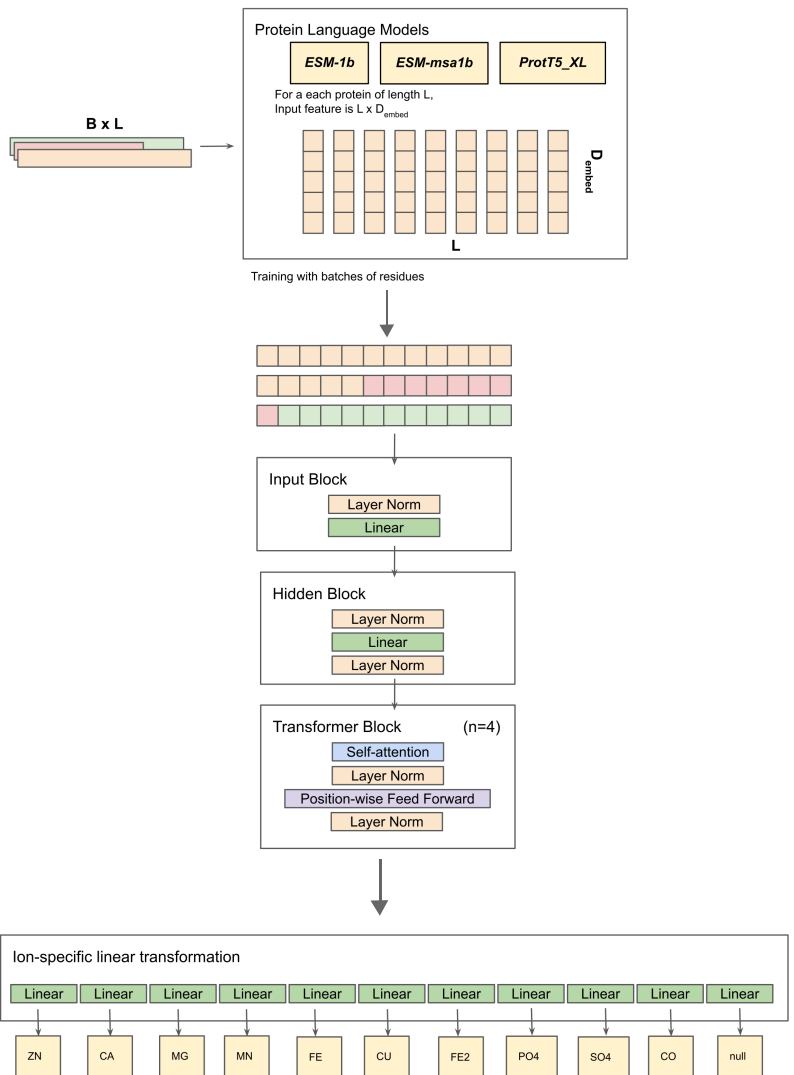 Protein Language Models
ESM-1b
ESM-msa1b
ProtT5_XL
For a each protein of length L,
Input feature is L x Dembed
B x L
Dembed
L
Training with batches of residues
Input Block
Layer Norm
Linear
Hidden Block
Layer Norm
Linear
Layer Norm
Transformer Block (n=4)
Self-attention
Layer Norm
Position-wise Feed Forward
Layer Norm
Ion-specific linear transformation
Linear Linear Linear Linear Linear Linear Linear Linear Linear Linear Linear
ZN CA MG MN FE CU FE2 PO4 SO4 CO null